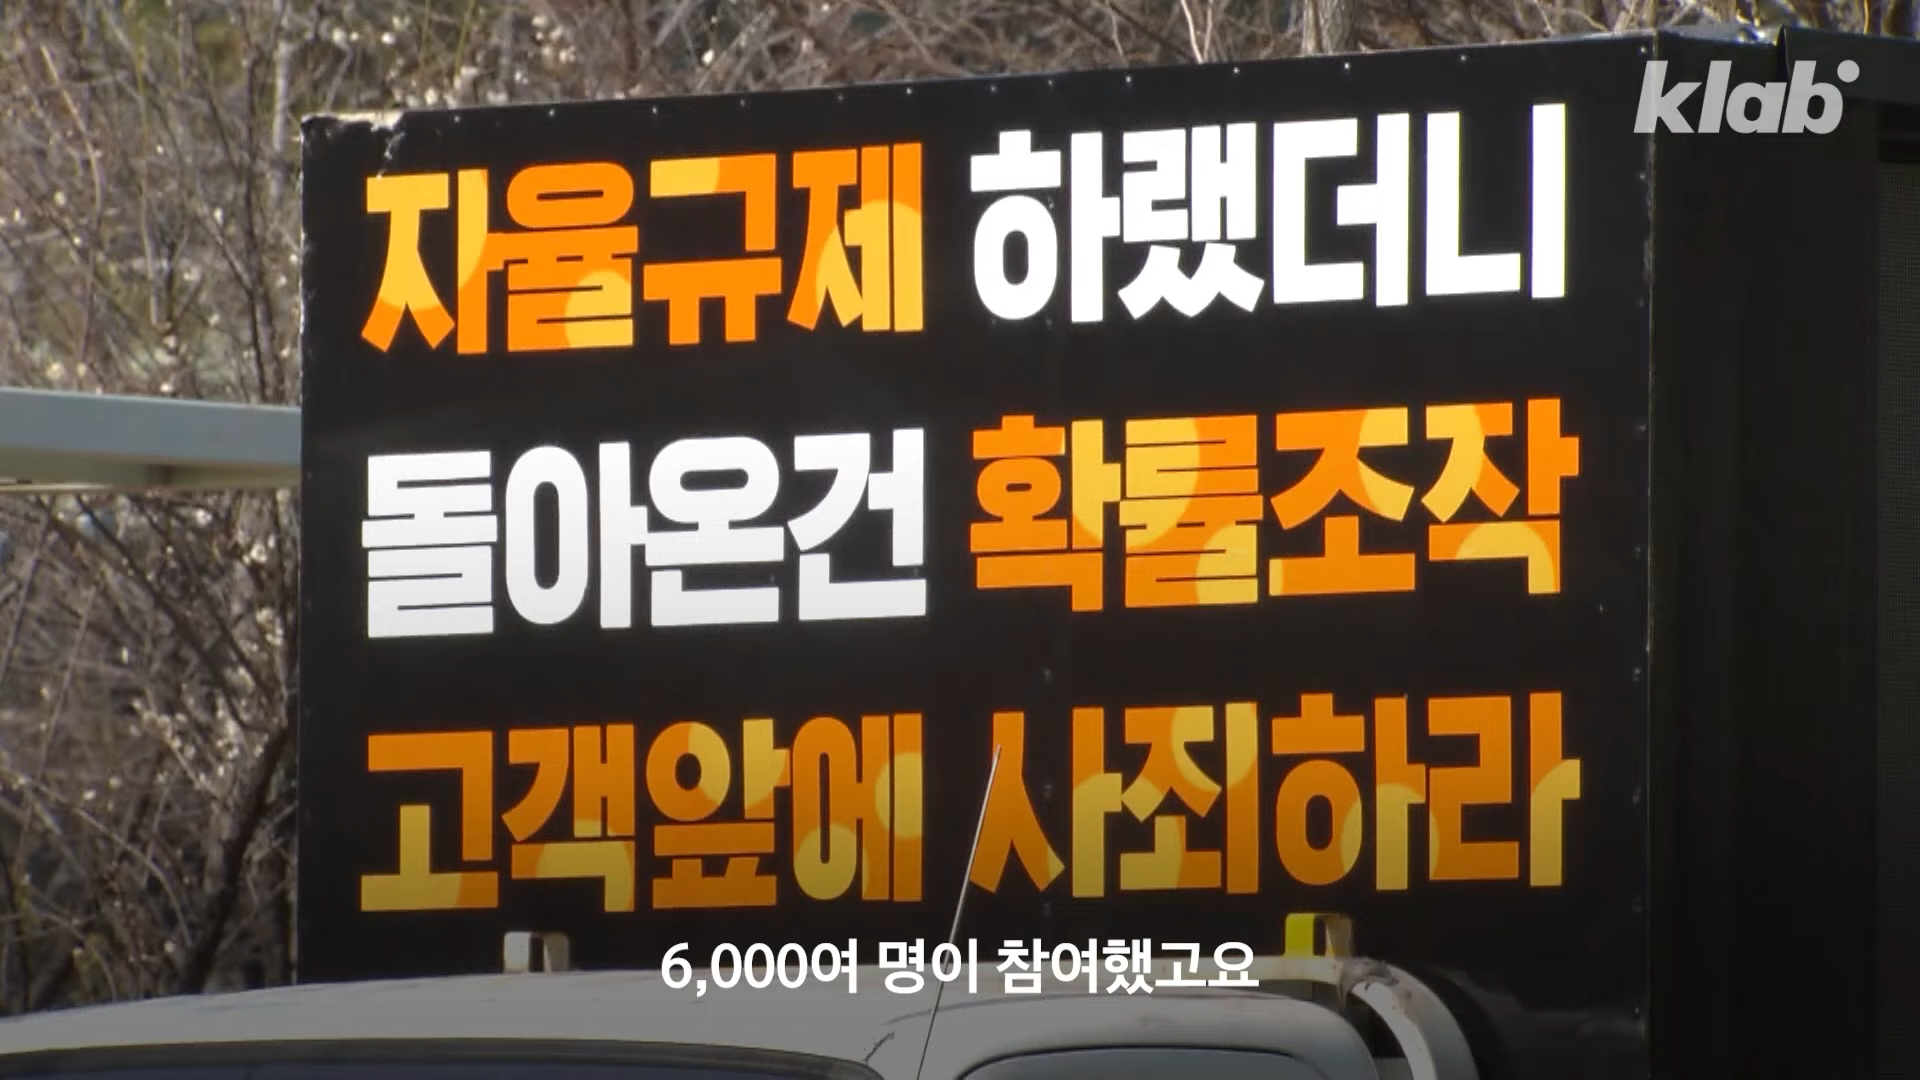 klab
자율규제 하랬더니
돌아온건 확률조작
고객앞에 사죄하라
6,000여 명이 참여했고요